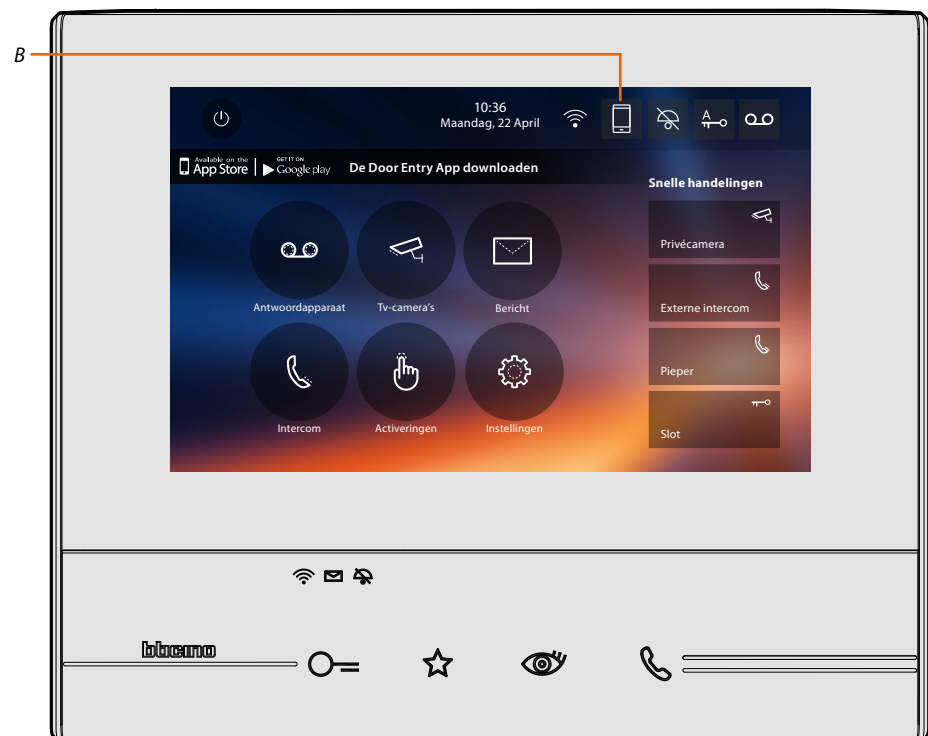 B
10:36
Maandag, 22 April
A
Available on the
App Store
GET IT ON
Google play
De Door Entry App downloaden
Snelle handelingen
Privécamera
Antwoordapparaat
Tv-camera's
Bericht
Externe intercom
Pieper
Intercom
Activeringen
Instellingen
Slot
bticino